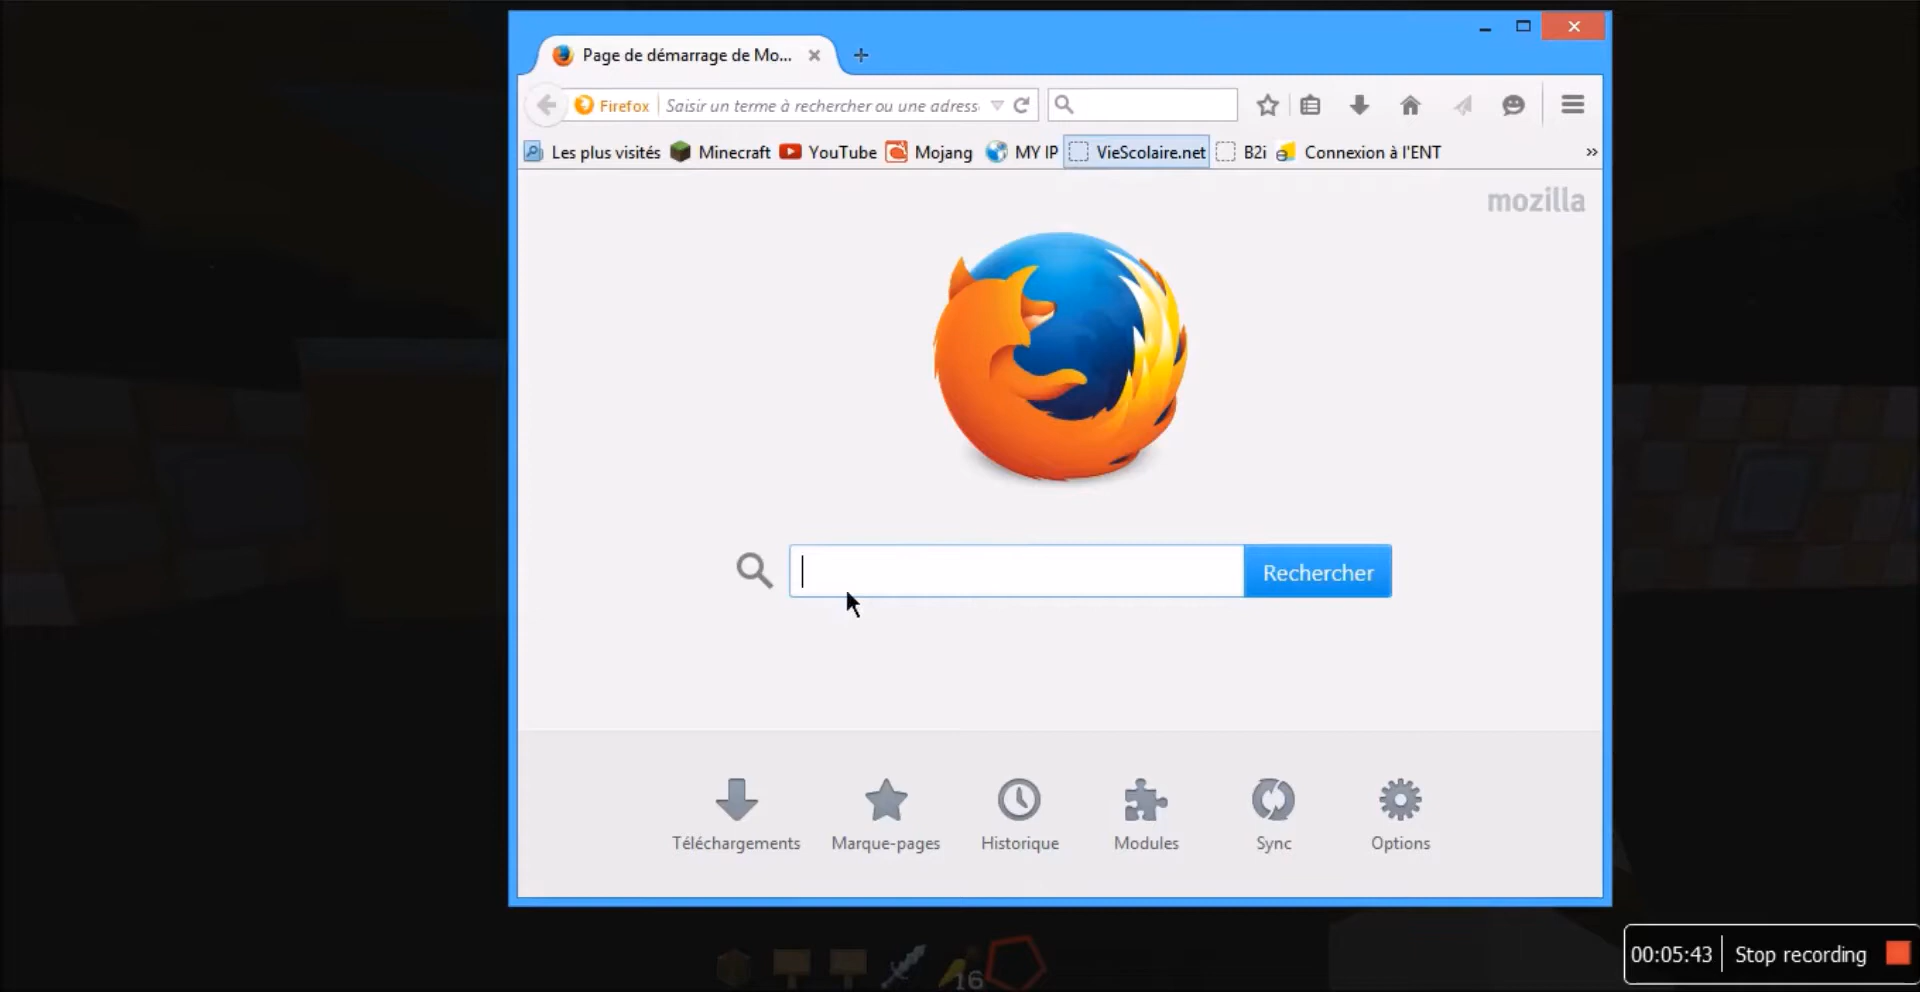 Page de démarrage de Mo...
Firefox Saisir un terme à rechercher ou une adress
Les plus visités Minecraft YouTube Mojang MY IP VieScolaire.net B2i Connexion à l'ENT »
mozilla
Rechercher
Téléchargements Marque-pages Historique Modules Sync Options
16
00:05:43 Stop recording